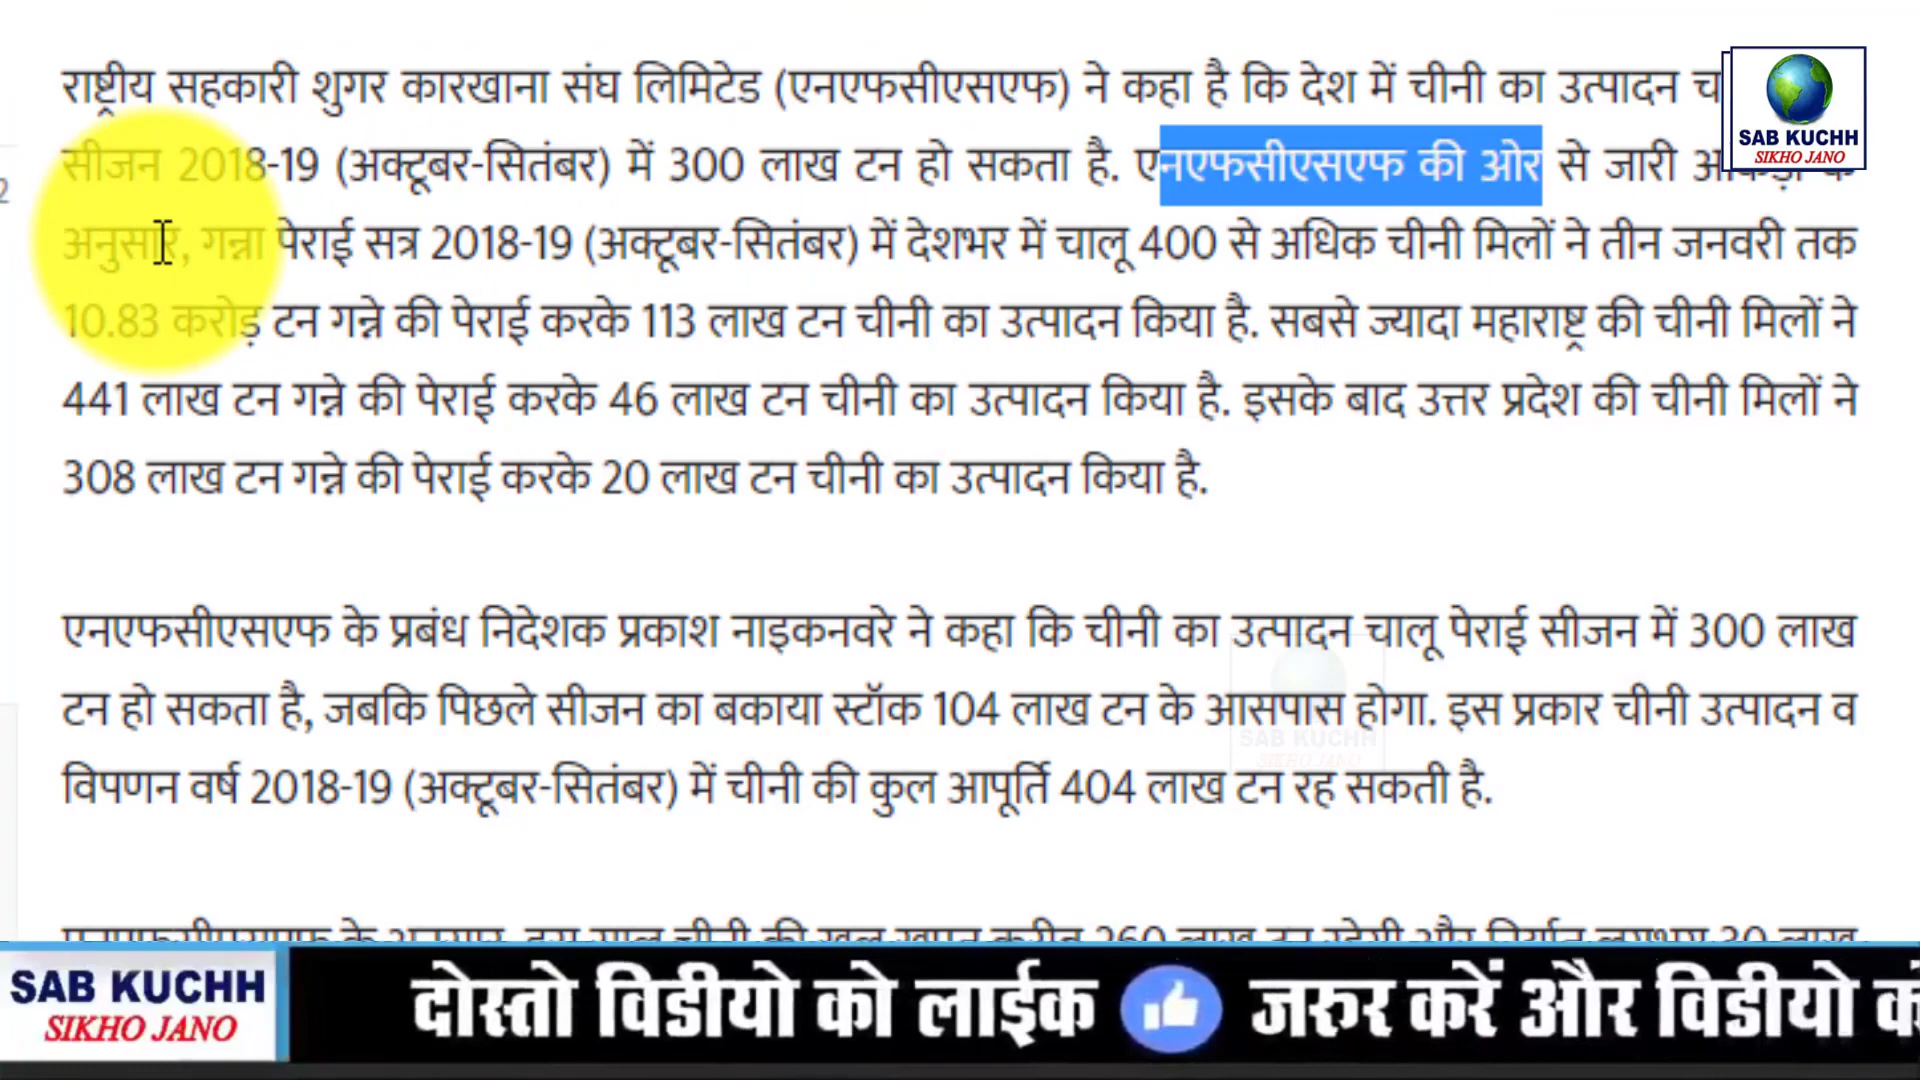 राष्ट्रीय सहकारी शुगर कारखाना संघ लिमिटेड (एनएफसीएसएफ) ने कहा है कि देश में चीनी का उत्पादन
सीजन 2018-19 (अक्टूबर-सितंबर) में 300 लाख टन हो सकता है. एनएफसीएसएफ की ओर से जारी
अनुसार, गन्ना पेराई सत्र 2018-19 (अक्टूबर-सितंबर) में देशभर में चालू 400 से अधिक चीनी मिलों ने तीन जनवरी तक
10.83 करोड़ टन गन्ने की पेराई करके 113 लाख टन चीनी का उत्पादन किया है. सबसे ज्यादा महाराष्ट्र की चीनी मिलों ने
441 लाख टन गन्ने की पेराई करके 46 लाख टन चीनी का उत्पादन किया है. इसके बाद उत्तर प्रदेश की चीनी मिलों ने
308 लाख टन गन्ने की पेराई करके 20 लाख टन चीनी का उत्पादन किया है.
एनएफसीएसएफ के प्रबंध निदेशक प्रकाश नाइकनवरे ने कहा कि चीनी का उत्पादन चालू पेराई सीजन में 300 लाख
टन हो सकता है, जबकि पिछले सीजन का बकाया स्टॉक 104 लाख टन के आसपास होगा. इस प्रकार चीनी उत्पादन व
विपणन वर्ष 2018-19 (अक्टूबर-सितंबर) में चीनी की कुल आपूर्ति 404 लाख टन रह सकती है.
SAB KUCHH
SIKHO JANO
SAB KUCHH
SIKHO JANO
SAB KUCHH
SIKHO JANO
दोस्तो विडीयो को लाईक जरुर करें और विडीयो